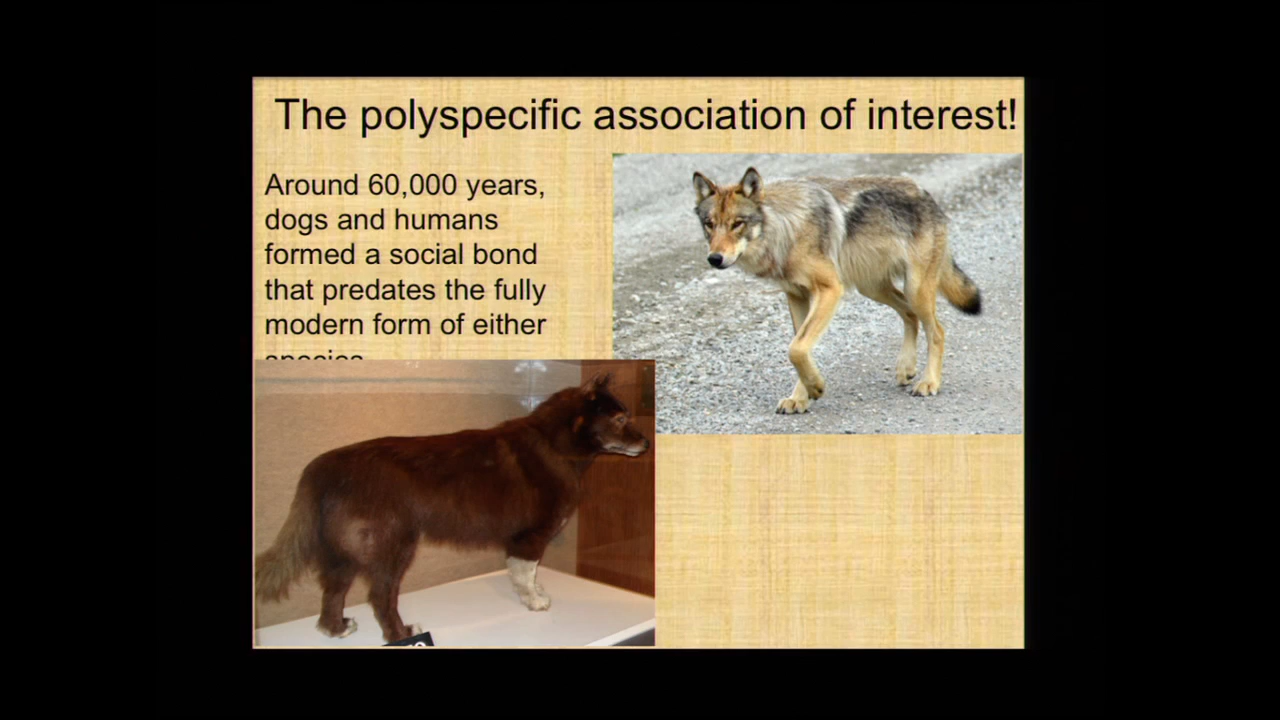 The polyspecific association of interest!
Around 60,000 years,
dogs and humans
formed a social bond
that predates the fully
modern form of either
species